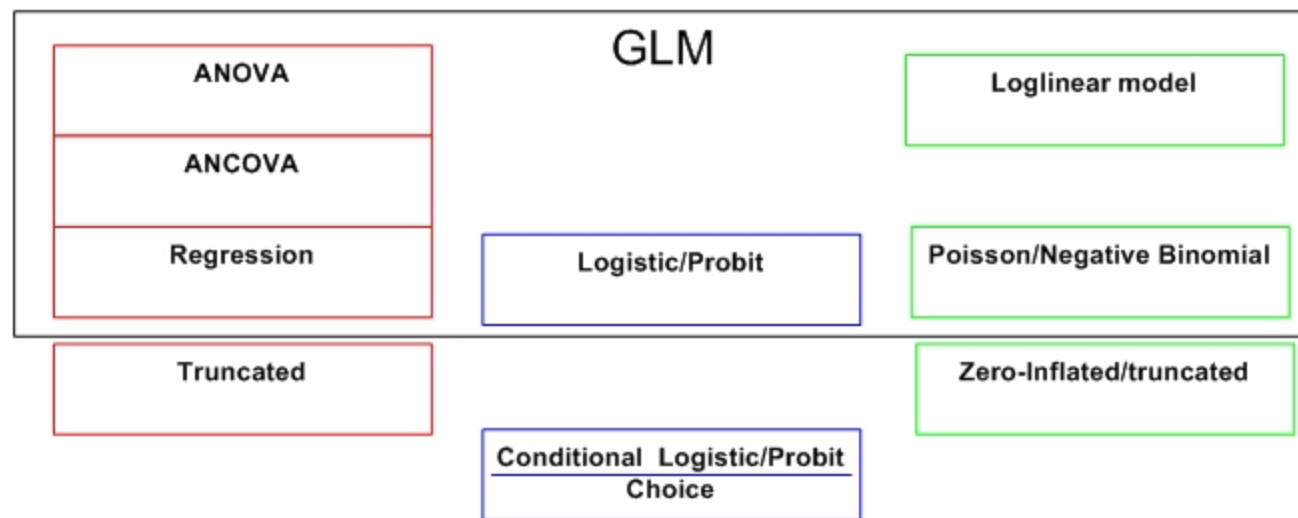 GLM
ANOVA
Loglinear model
ANCOVA
Regression
Logistic/Probit
Poisson/Negative Binomial
Truncated
Zero-Inflated/truncated
Conditional Logistic/Probit
Choice